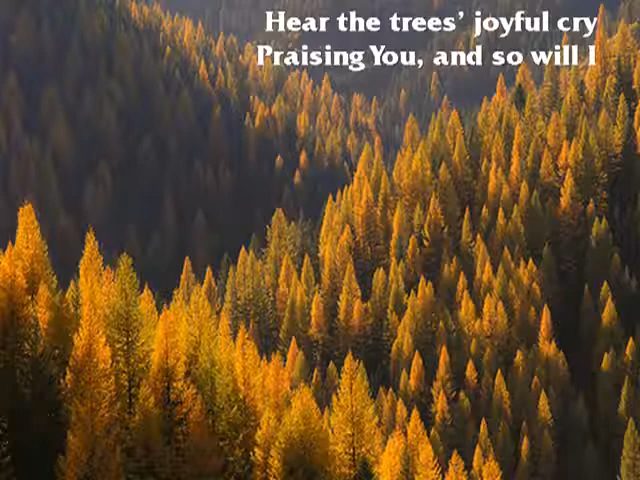 Hear the trees’ joyful cry
Praising You, and so will I